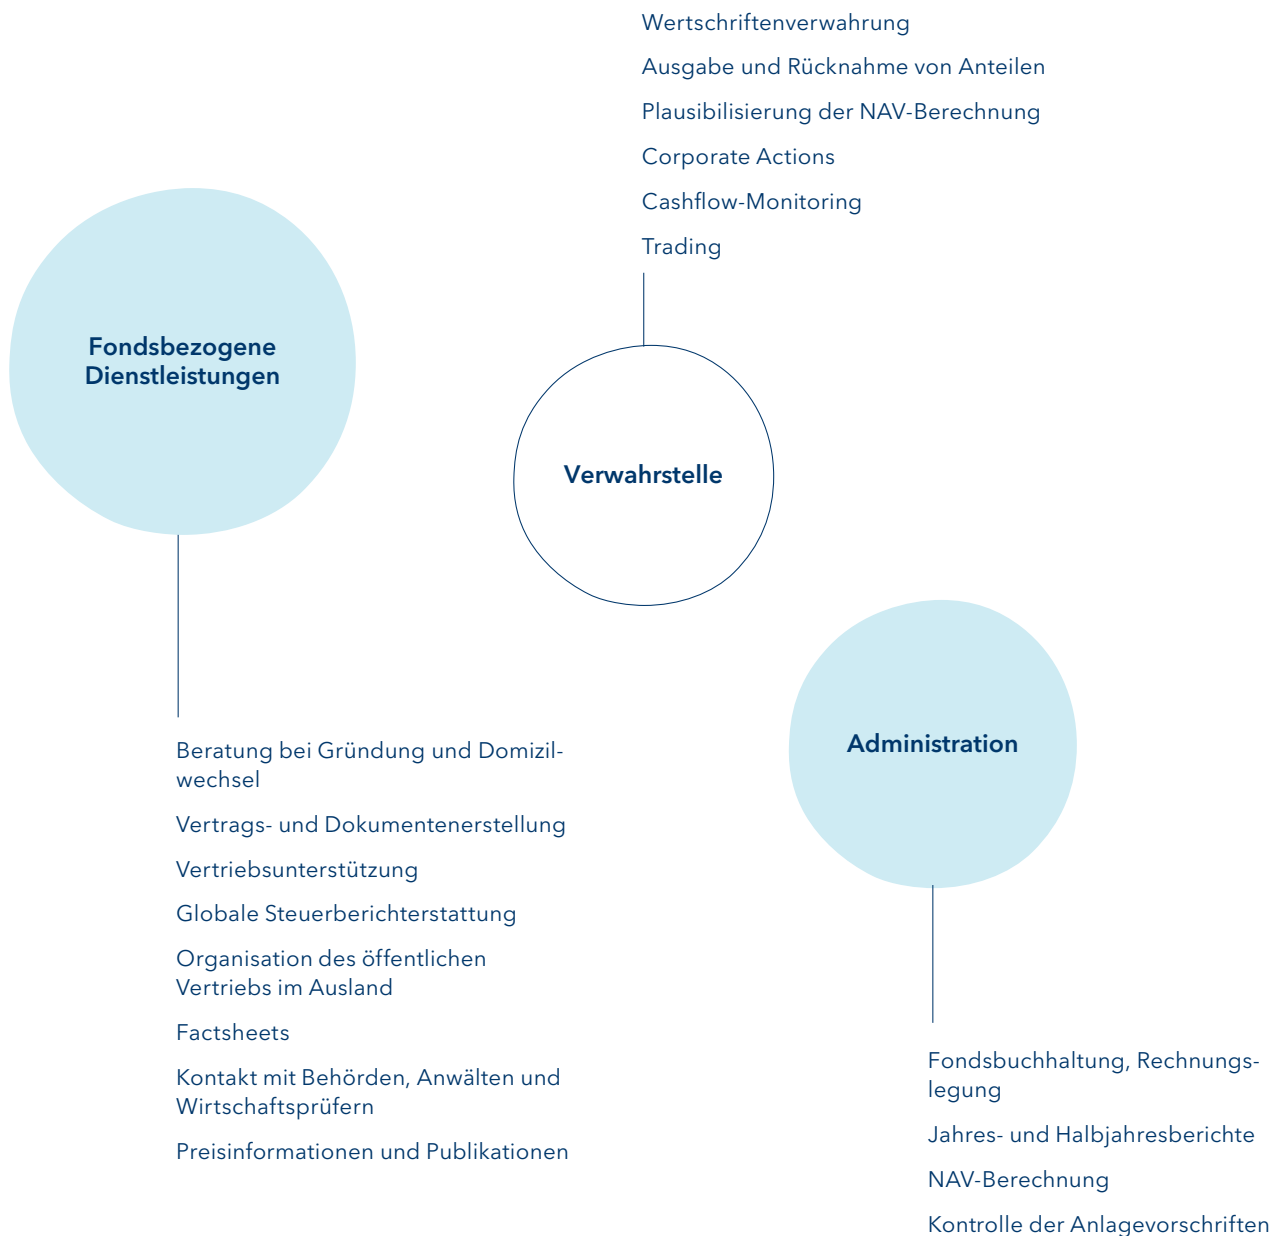 Wertschriftenverwahrung
Ausgabe und Rücknahme von Anteilen
Plausibilisierung der NAV-Berechnung
Corporate Actions
Cashflow-Monitoring
Trading
Fondsbezogene
Dienstleistungen
Verwahrstelle
Administration
Beratung bei Gründung und Domizil-
wechsel
Vertrags- und Dokumentenerstellung
Vertriebsunterstützung
Globale Steuerberichterstattung
Organisation des öffentlichen
Vertriebs im Ausland
Factsheets
Kontakt mit Behörden, Anwälten und
Wirtschaftsprüfern
Preisinformationen und Publikationen
Fondsbuchhaltung, Rechnungs-
legung
Jahres- und Halbjahresberichte
NAV-Berechnung
Kontrolle der Anlagevorschriften